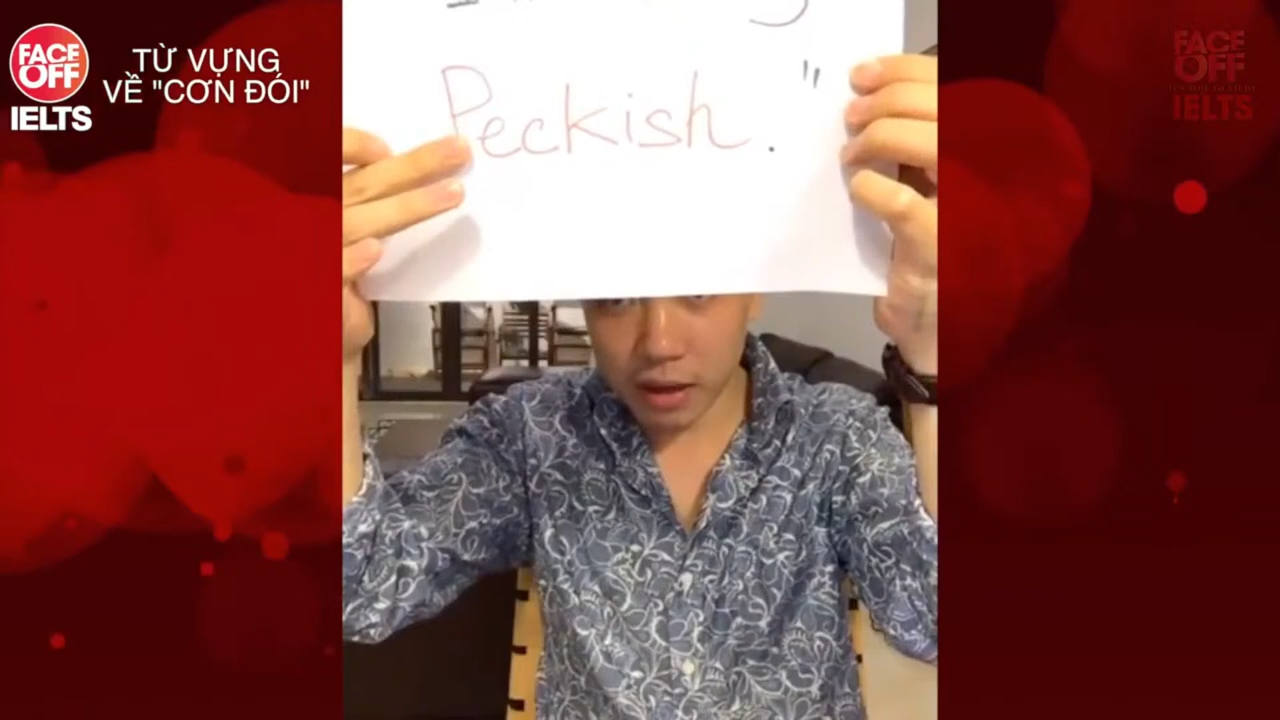 FACE
OFF
IELTS
TỪ VỰNG
VỀ "CƠN ĐÓI"
Peckish."
FACE
OFF
IELTS